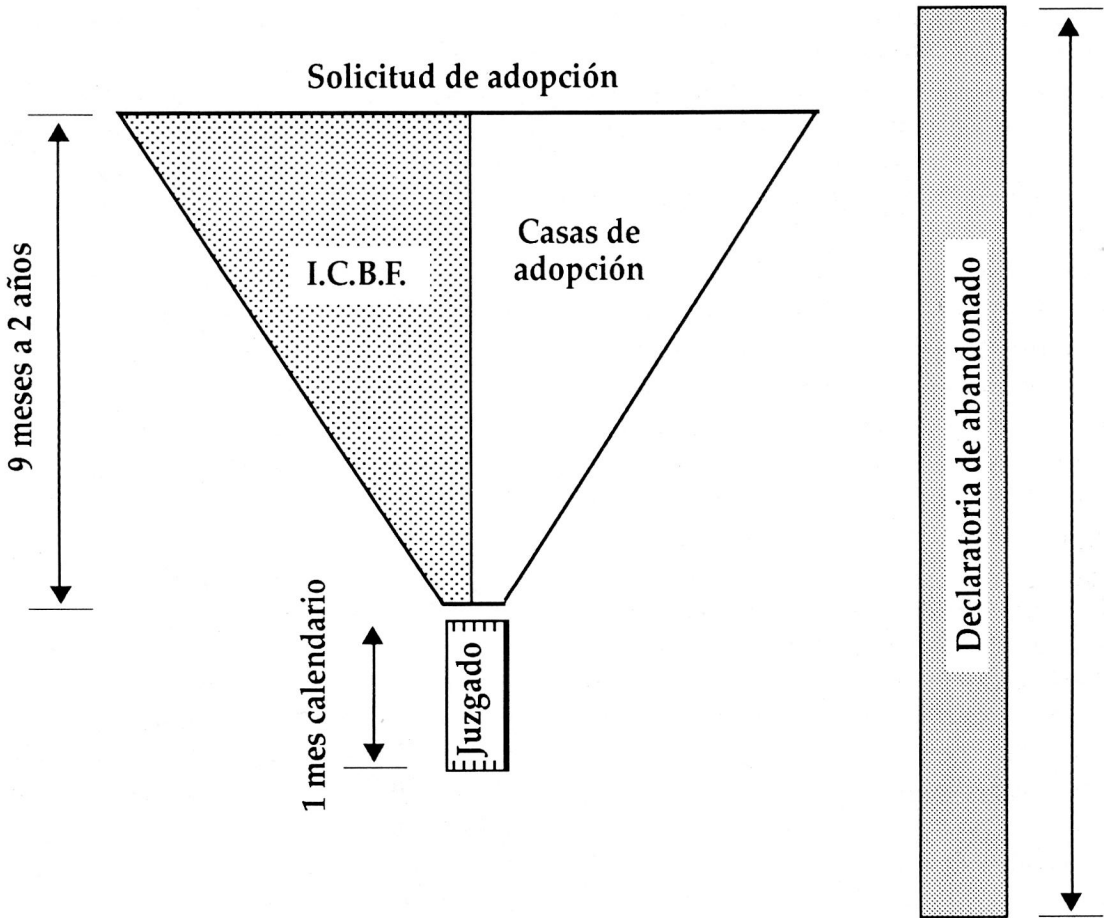 Solicitud de adopción
9 meses a 2 años
I.C.B.F.
Casas de
adopción
1 mes calendario
Juzgado
Declaratoria de abandonado